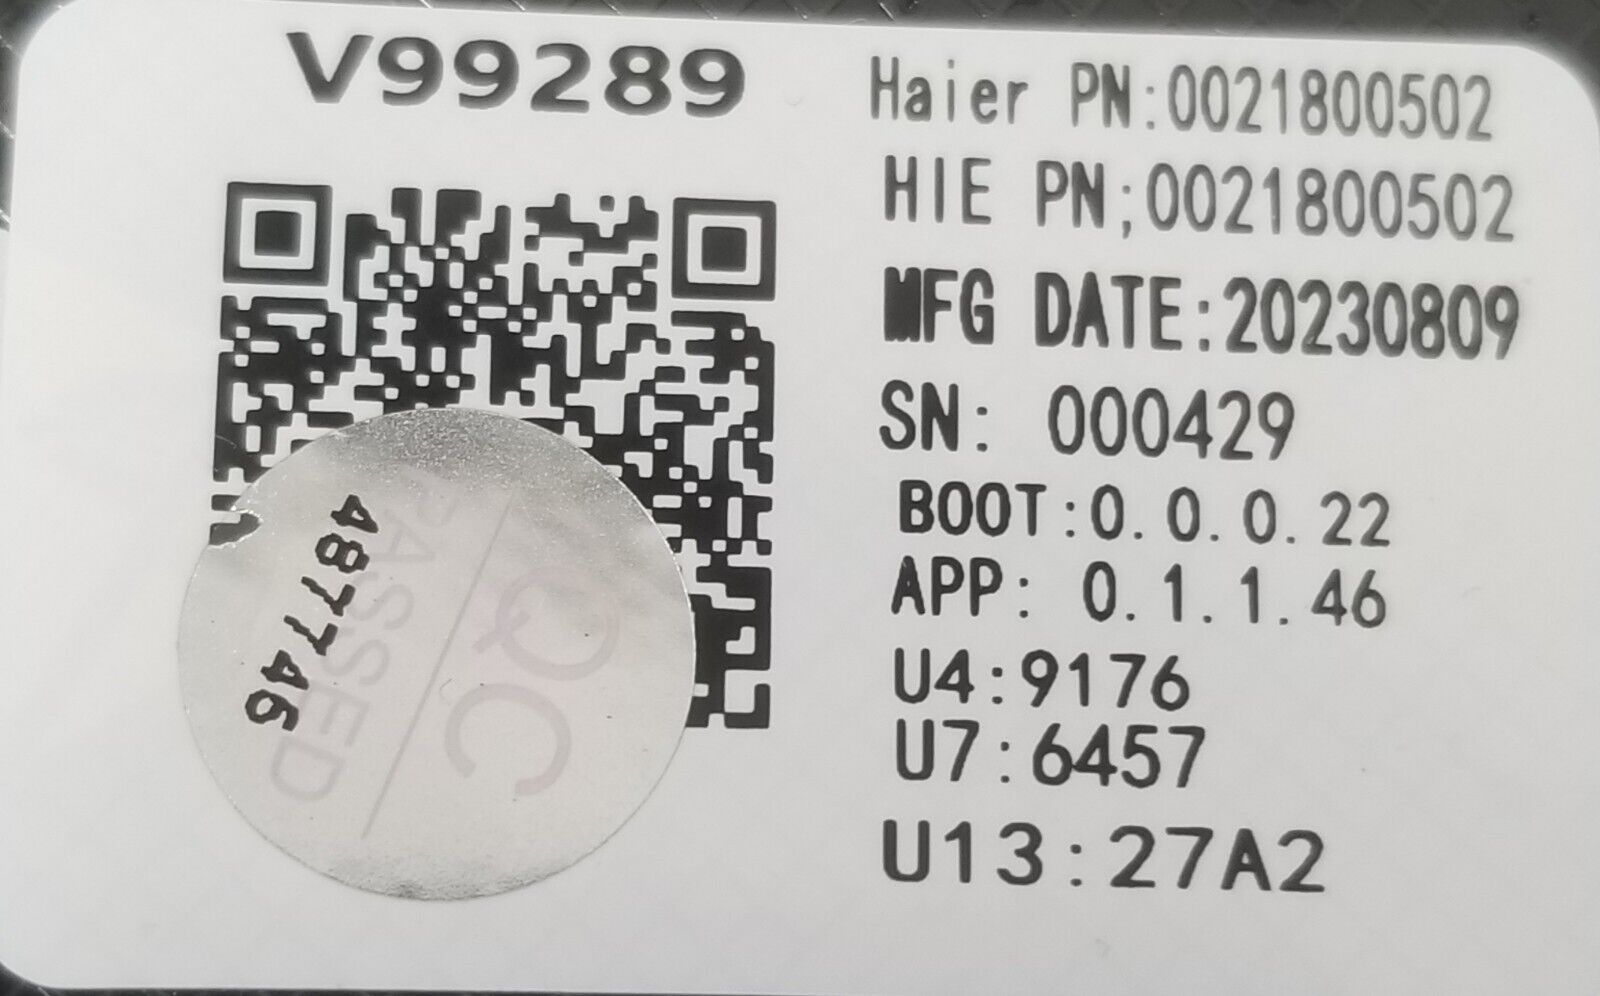 V99289
Haier PN:0021800502
HIE PN;0021800502
MFG DATE:20230809
SN: 000429
BOOT:0.0.0.22
APP: 0.1.1.46
U4:9176
U7:6457
U13:27A2
QC
PASSED
487746